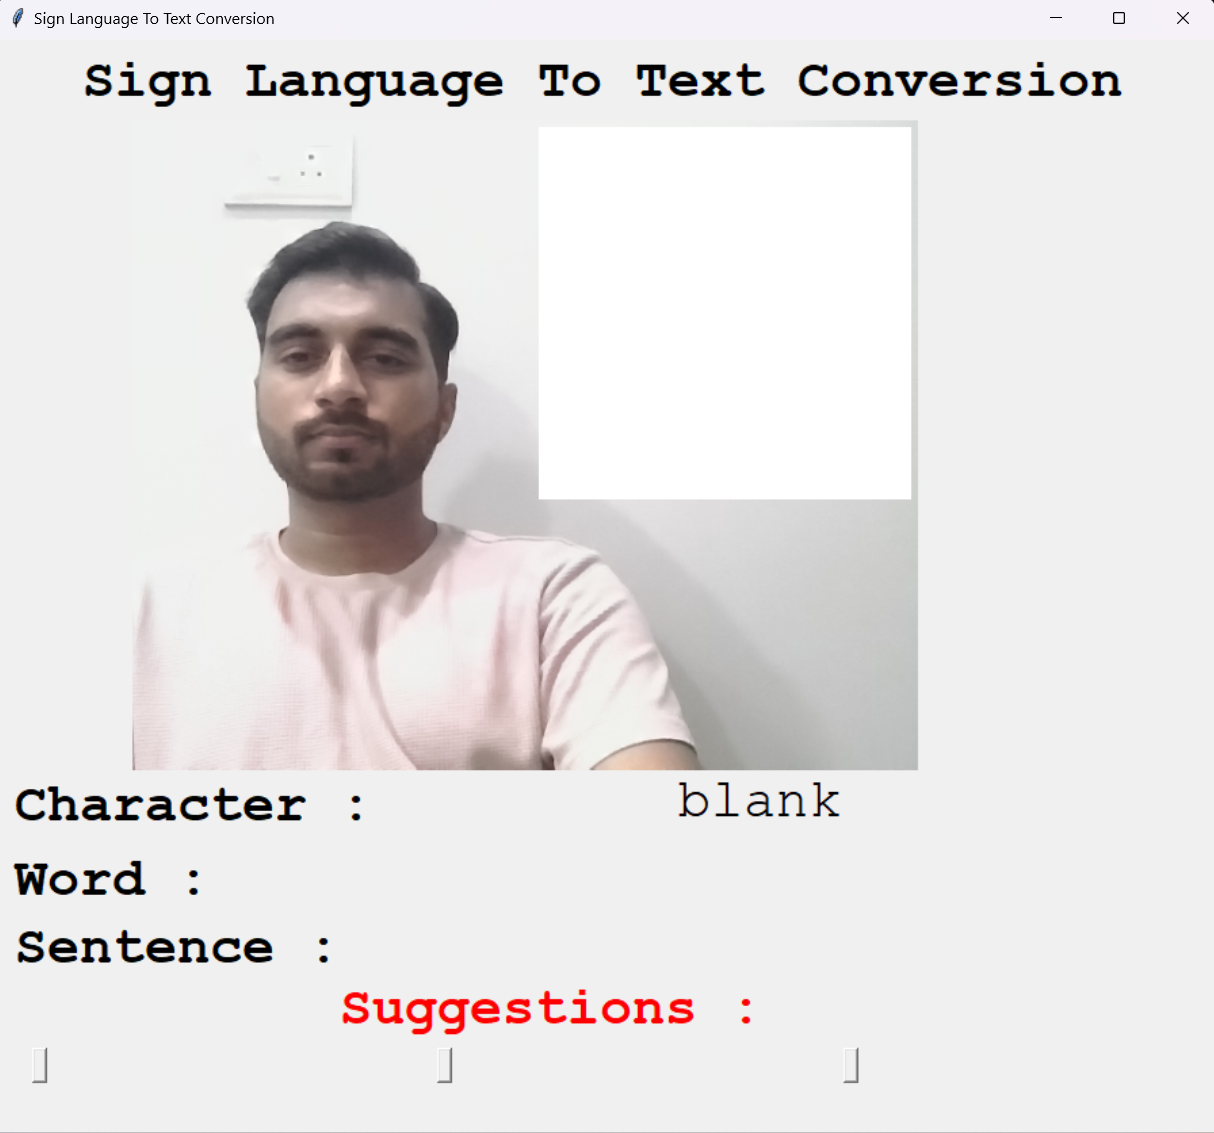 Sign Language To Text Conversion
Sign Language To Text Conversion
Character : blank
Word :
Sentence :
Suggestions :